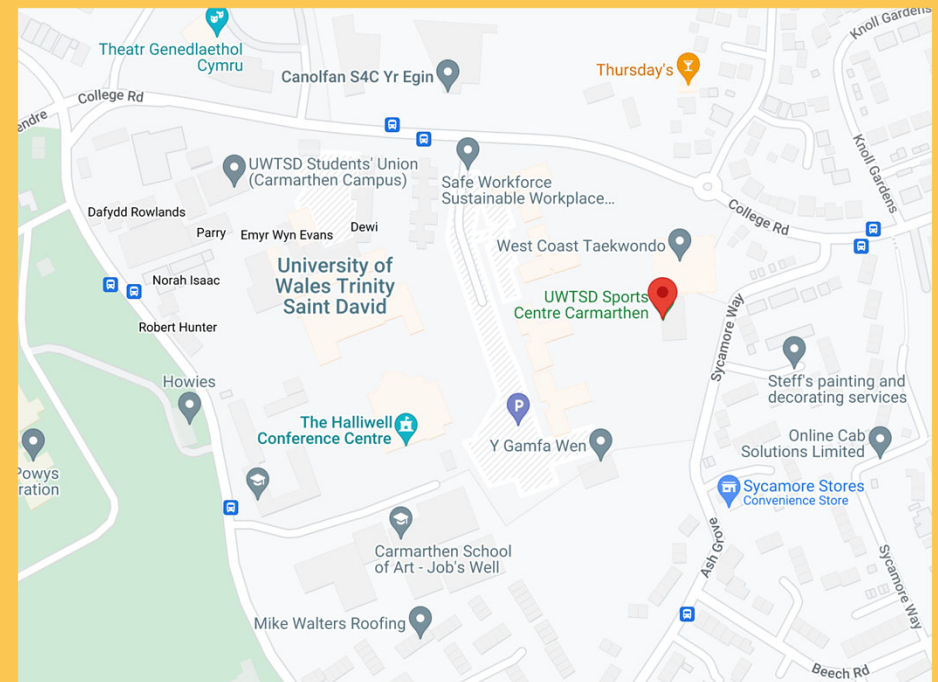 Theatr Genedlaethol
Cymru
Canolfan S4C Yr Egin
Thursday's
Knoll Gardens
College Rd
endre
UWTSD Students' Union
(Carmarthen Campus)
Safe Workforce
Sustainable Workplace...
Knoll Gardens
Dafydd Rowlands
Parry
Emyr Wyn Evans
Dewi
College Rd
West Coast Taekwondo
University of
Wales Trinity
Saint David
Norah Isaac
UWTSD Sports
Centre Carmarthen
Robert Hunter
Sycamore Way
Howies
Steff's painting and
decorating services
The Halliwell
Conference Centre
P
Y Gamfa Wen
Online Cab
Solutions Limited
Powys
ration
Sycamore Stores
Convenience Store
Carmarthen School
of Art - Job's Well
Ash Grove
Sycamore Way
Mike Walters Roofing
Beech Rd